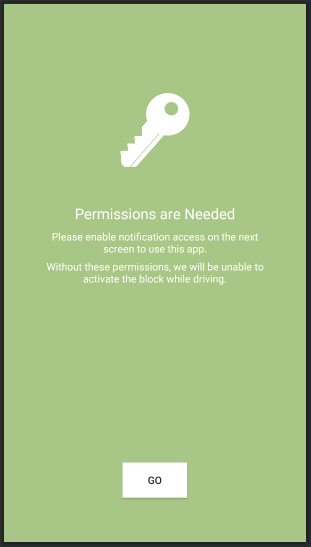 Permissions are Needed
Please enable notification access on the next
screen to use this app.
Without these permissions, we will be unable to
activate the block while driving.
GO